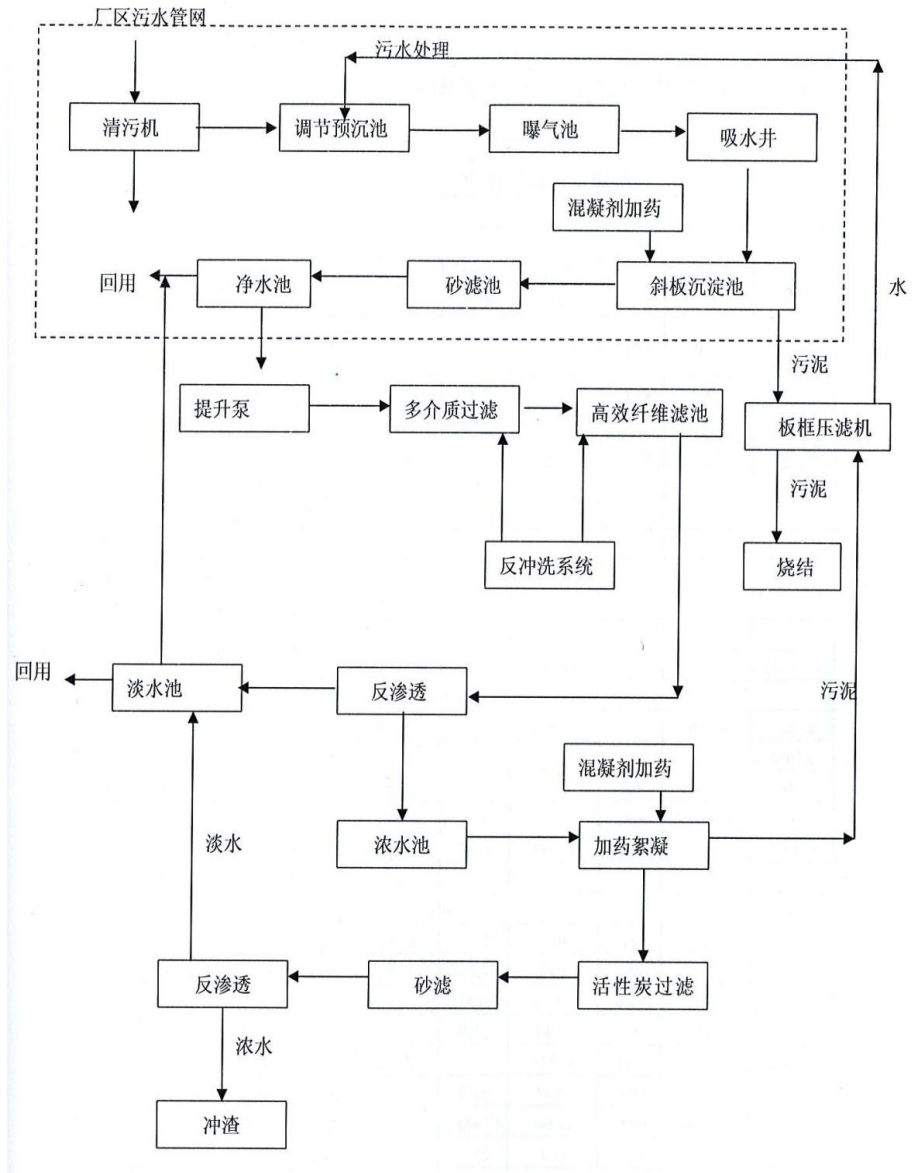 厂区污水管网
污水处理
清污机
调节预沉池
曝气池
吸水井
混凝剂加药
回用
净水池
砂滤池
斜板沉淀池
水
污泥
提升泵
多介质过滤
高效纤维滤池
板框压滤机
污泥
反冲洗系统
烧结
回用
淡水池
反渗透
污泥
混凝剂加药
淡水
浓水池
加药絮凝
反渗透
砂滤
活性炭过滤
浓水
冲渣